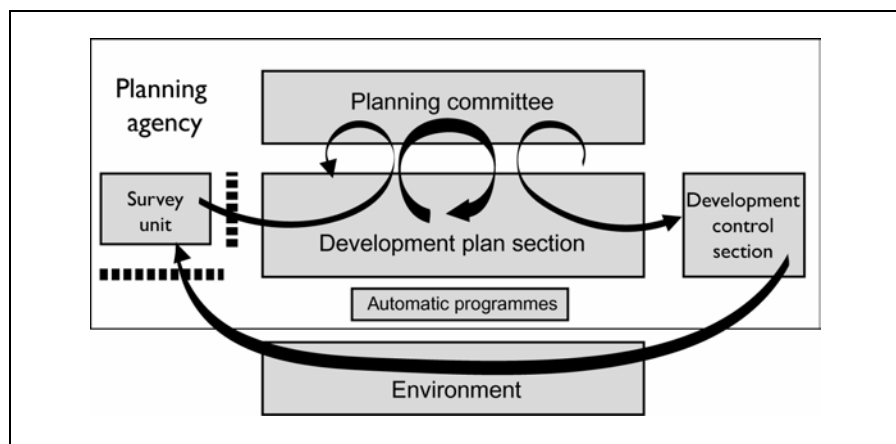 Planning
agency
Planning committee
Survey
unit
Development plan section
Development
control
section
Automatic programmes
Environment